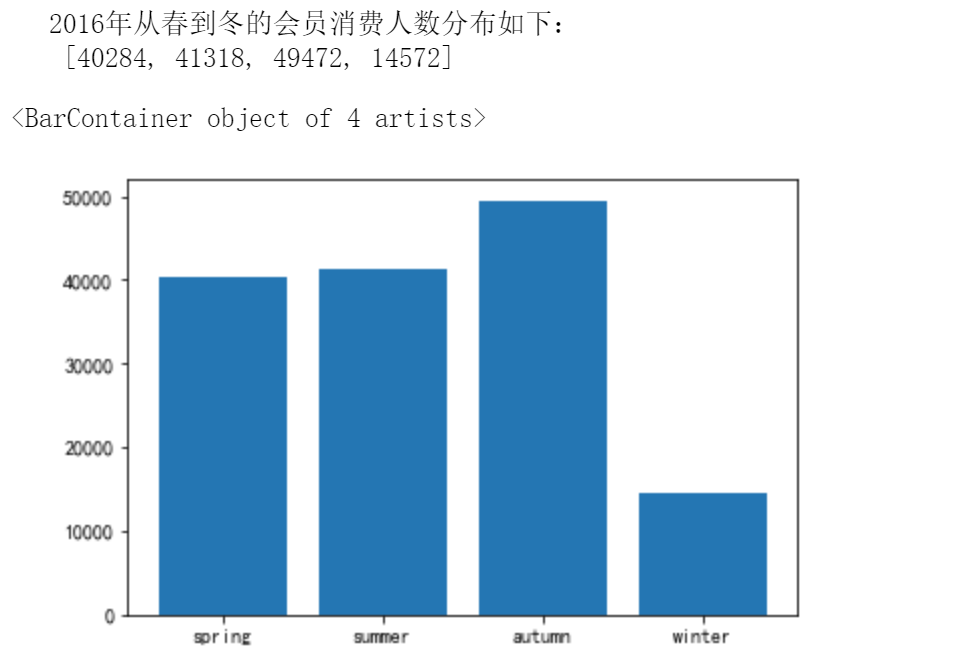 2016年从春到冬的会员消费人数分布如下：
[40284, 41318, 49472, 14572]
<BarContainer object of 4 artists>
50000
40000
30000
20000
10000
0
spring summer autumn winter